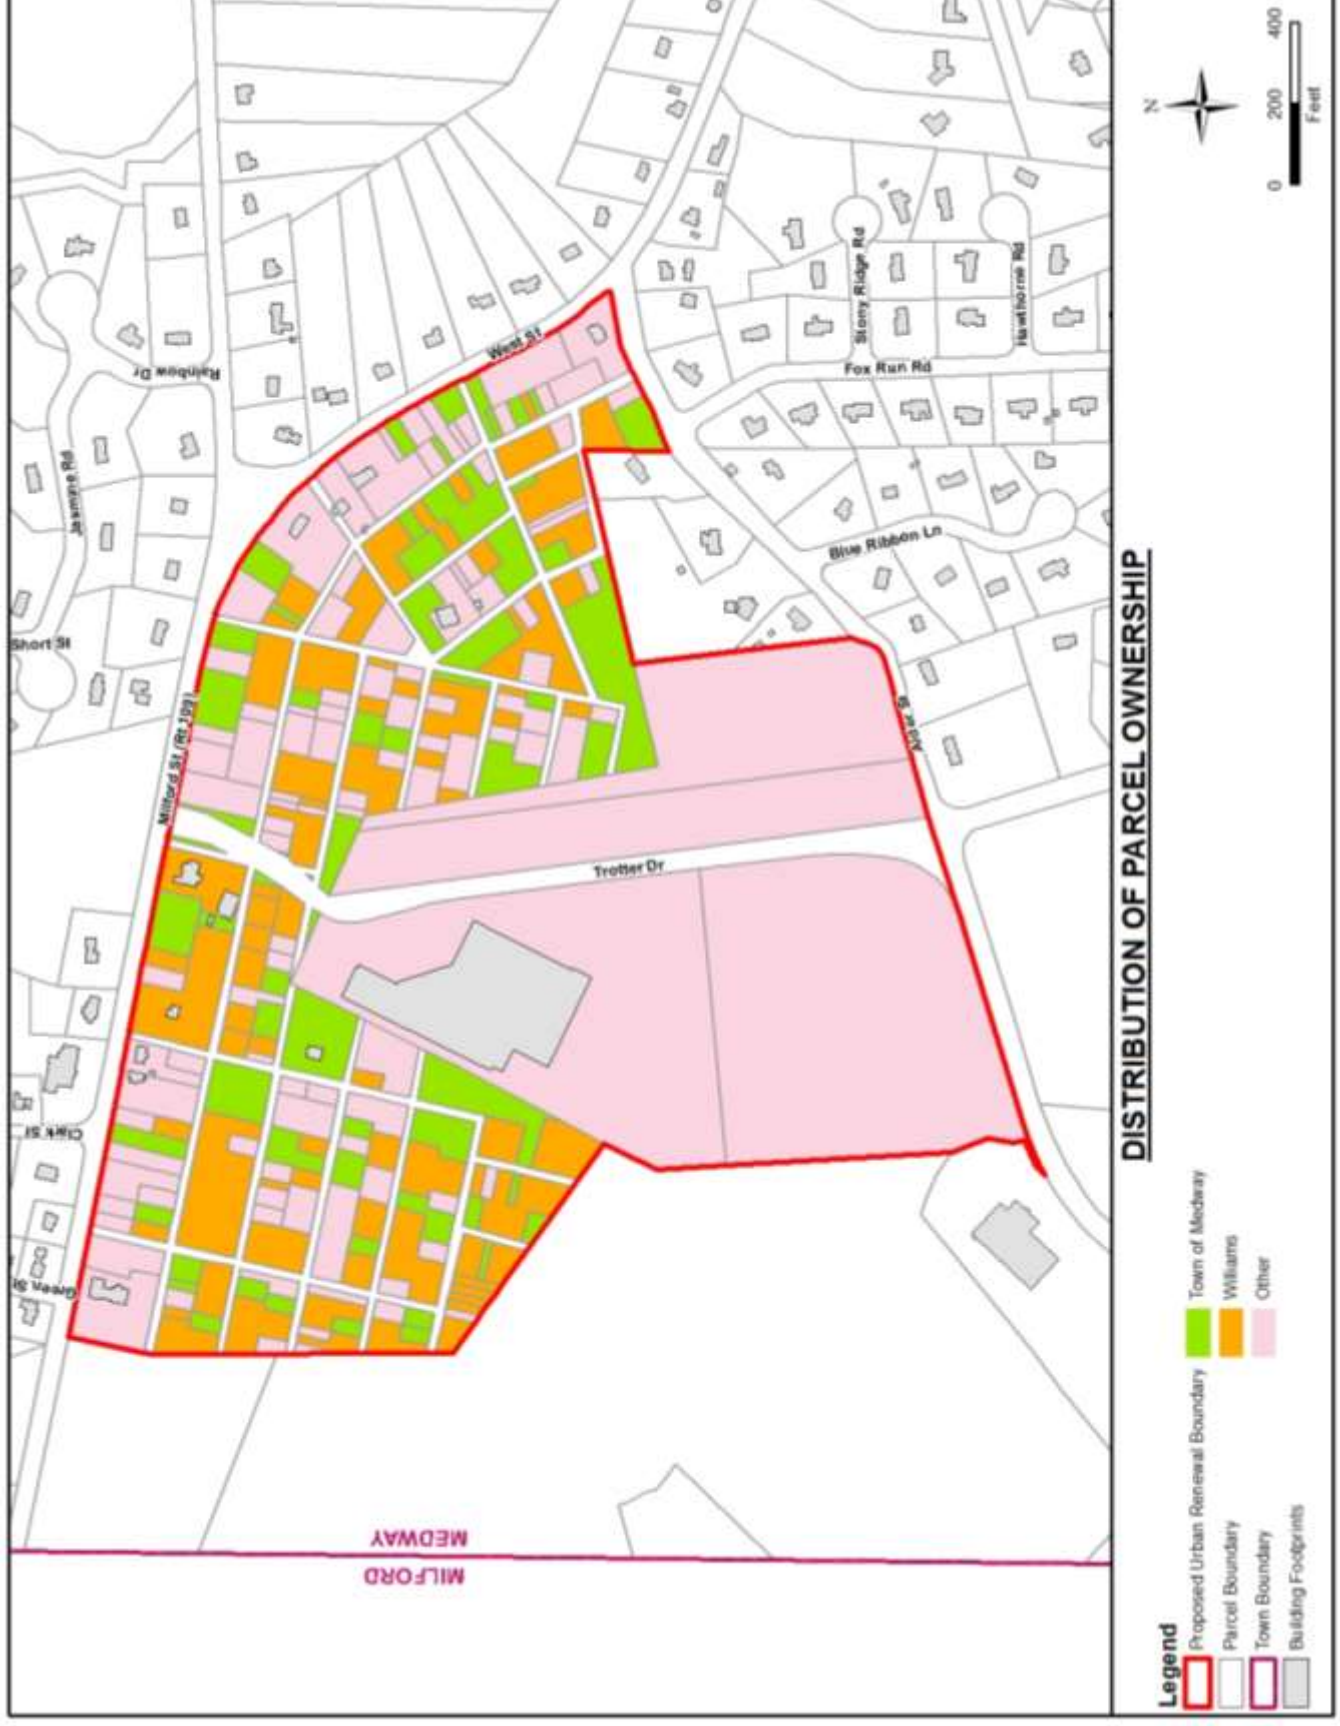 DISTRIBUTION OF PARCEL OWNERSHIP
Legend
Proposed Urban Renewal Boundary
Parcel Boundary
Town Boundary
Building Footprints
Town of Medway
Williams
Other
N
0 200 400
Feet
MILFORD
MEDWAY
Green St
Clark St
Milford St (Rt 109)
Short St
Jasmine Rd
Rainbow Dr
West St
Trotter Dr
Alder St
Blue Ribbon Ln
Fox Run Rd
Stony Ridge Rd
Hawthorne Rd